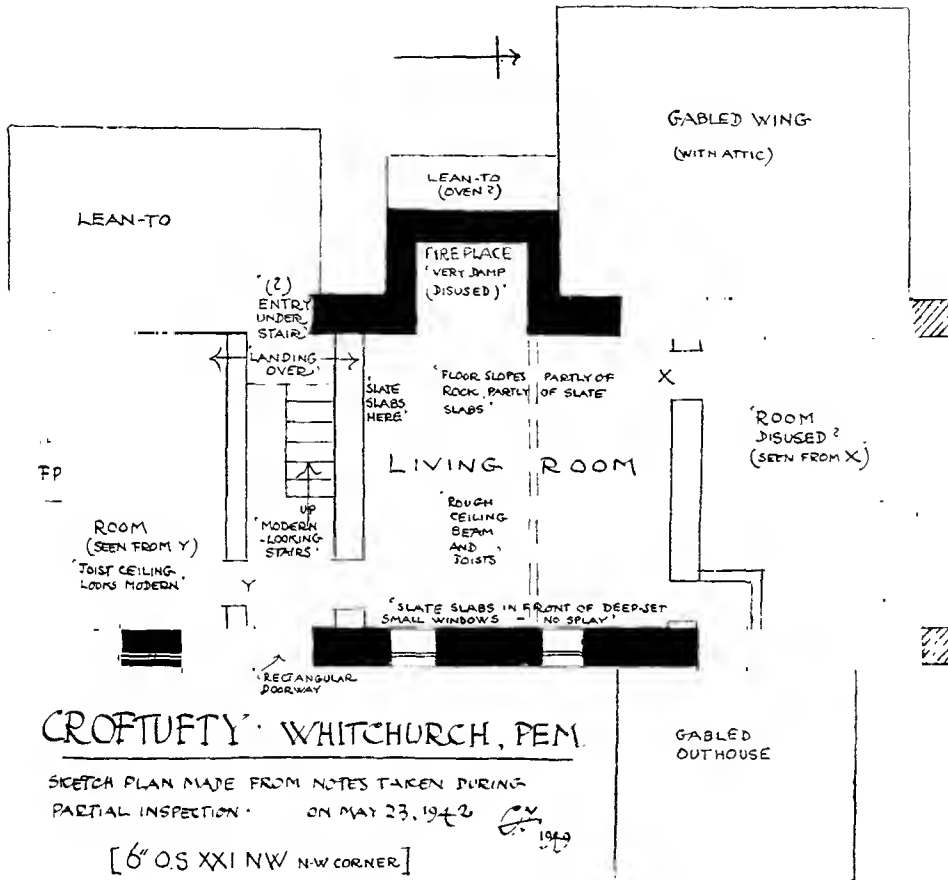 GABLED WING
(WITH ATTIC)
LEAN-TO
(OVEN?)
LEAN-TO
FIREPLACE
'VERY DAMP
(DISUSED)'
'(?)
ENTRY
UNDER
STAIR'
'LANDING
OVER'
'SLATE
SLABS
HERE'
'FLOOR SLOPES PARTLY OF
ROCK, PARTLY OF SLATE
SLABS'
X
'ROOM
DISUSED?
(SEEN FROM X)'
FP
LIVING ROOM
UP
'MODERN
-LOOKING
STAIRS'
'ROUGH
CEILING
BEAM
AND
JOISTS'
ROOM
(SEEN FROM Y)
'JOIST CEILING
LOOKS MODERN'
Y
'SLATE SLABS IN FRONT OF DEEP-SET
SMALL WINDOWS - NO SPLAY'
'RECTANGULAR
DOORWAY
GABLED
OUTHOUSE
CROFTUFTY · WHITCHURCH, PEM.
SKETCH PLAN MADE FROM NOTES TAKEN DURING
PARTIAL INSPECTION · ON MAY 23, 1942
1949
[6" O.S XXI NW N-W CORNER]